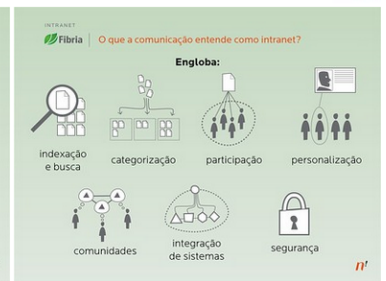 INTRANET
Fibria
O que a comunicação entende como intranet?
Engloba:
indexação
e busca
categorização
participação
personalização
comunidades
integração
de sistemas
segurança
n'